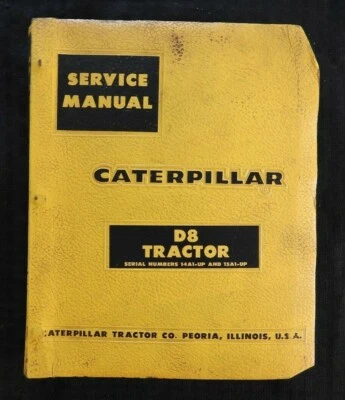 SERVICE
MANUAL
CATERPILLAR
D8
TRACTOR
SERIAL NUMBERS 14A1-UP AND 15A1-UP
CATERPILLAR TRACTOR CO. PEORIA, ILLINOIS, U.S.A.